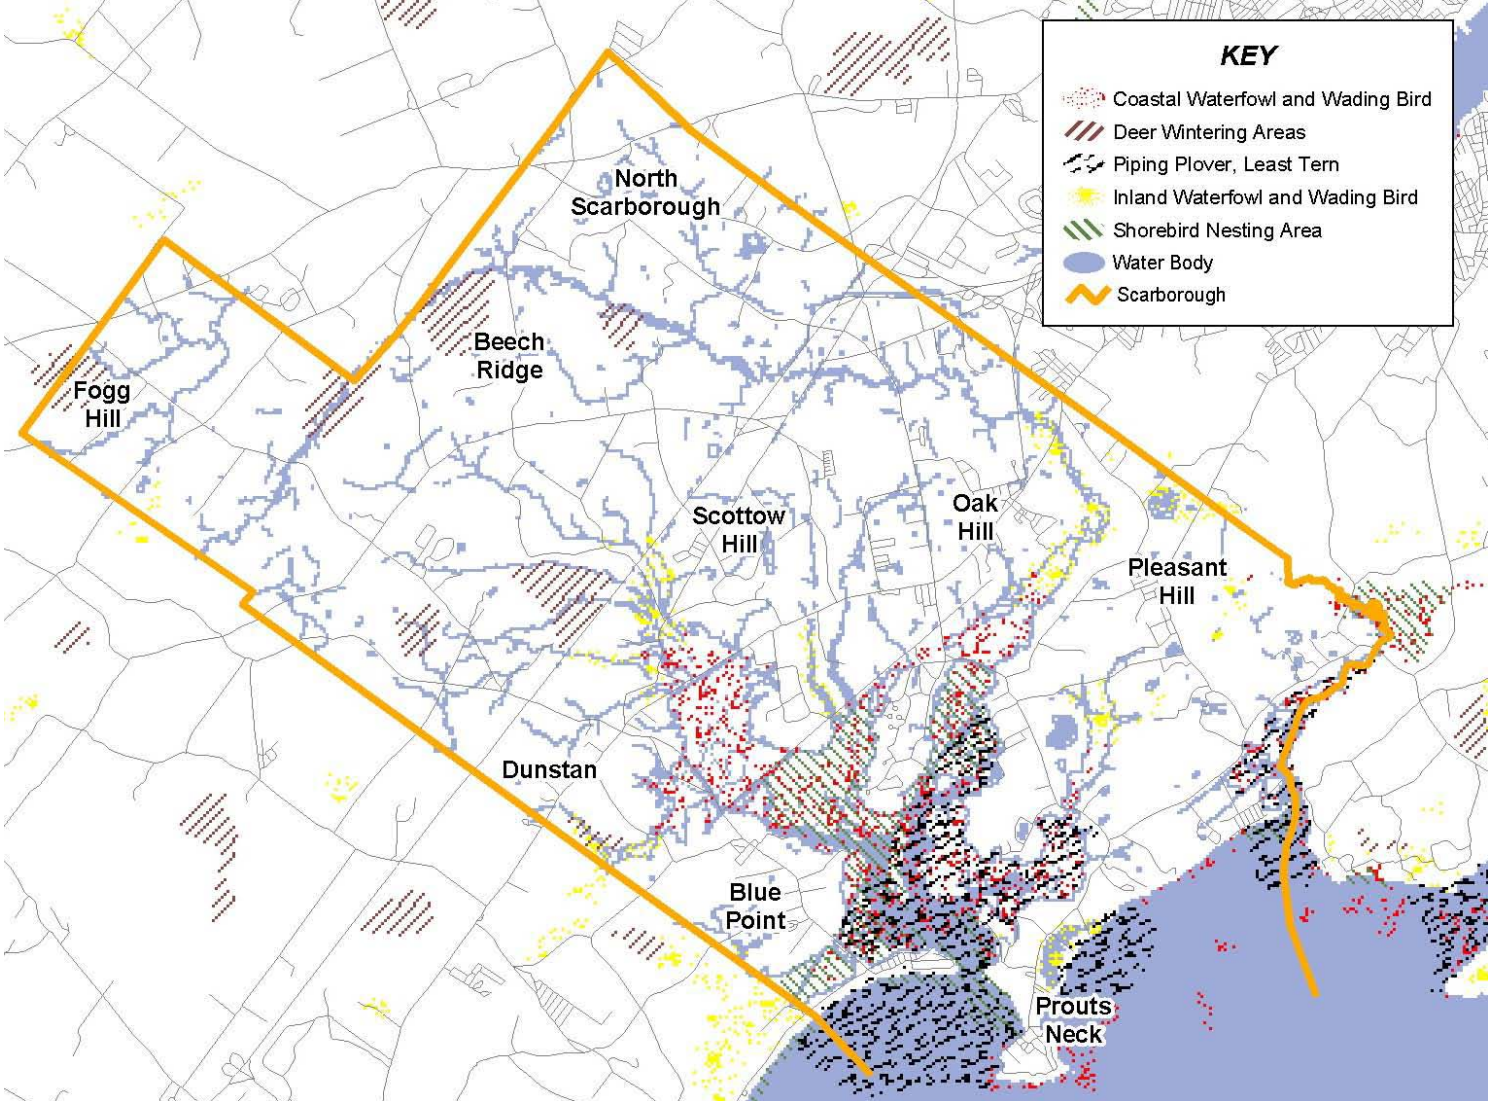 KEY
Coastal Waterfowl and Wading Bird
Deer Wintering Areas
Piping Plover, Least Tern
Inland Waterfowl and Wading Bird
Shorebird Nesting Area
Water Body
Scarborough
North
Scarborough
Beech
Ridge
Fogg
Hill
Scottow
Hill
Oak
Hill
Pleasant
Hill
Dunstan
Blue
Point
Prouts
Neck